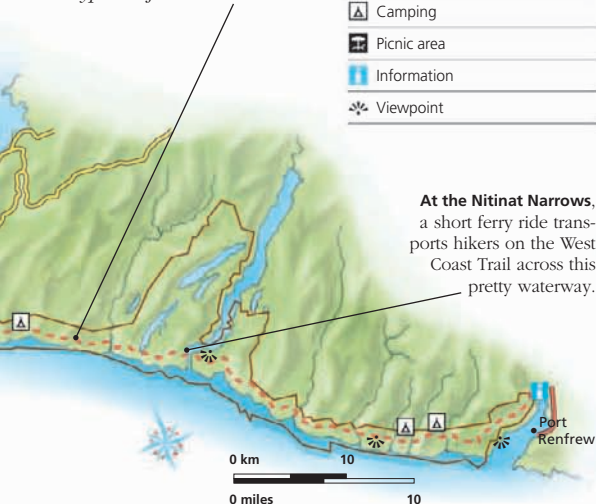 Camping
Picnic area
Information
Viewpoint
At the Nitinat Narrows,
a short ferry ride trans-
ports hikers on the West
Coast Trail across this
pretty waterway.
Port
Renfrew
0 km 10
0 miles 10